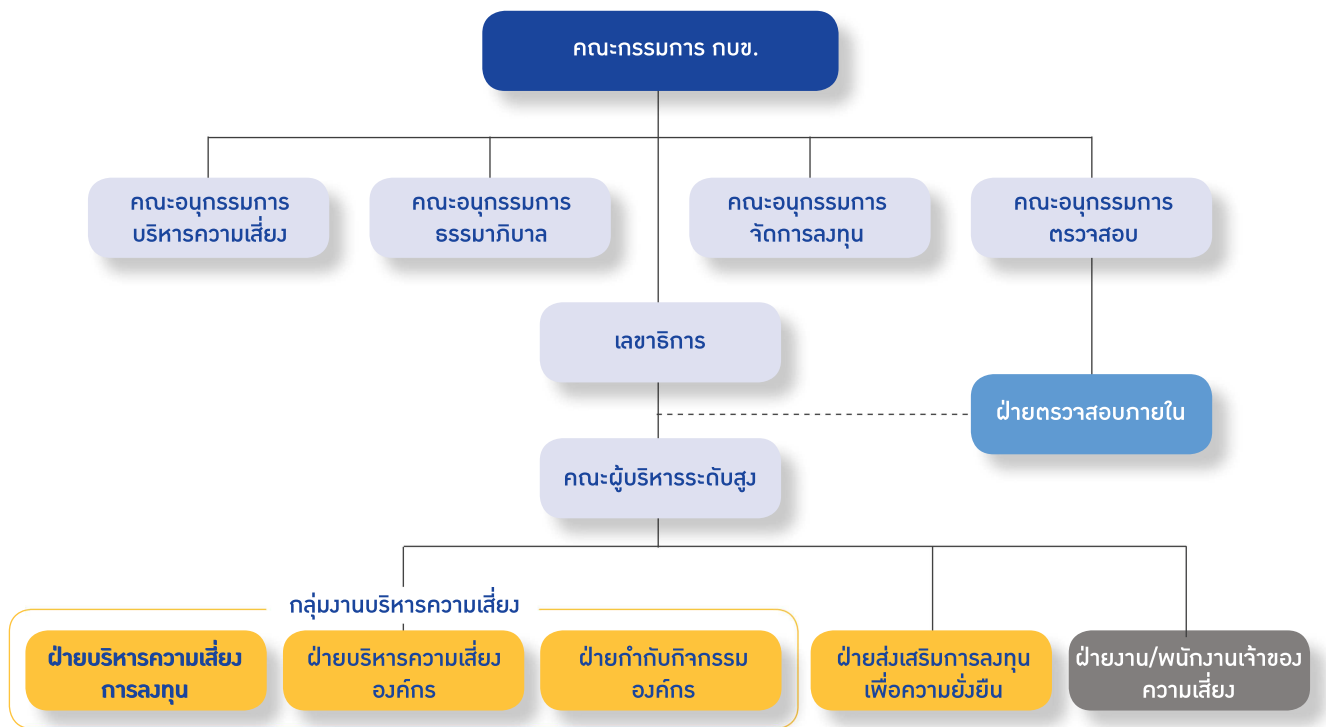 คณะกรรมการ กบข.
คณะอนุกรรมการ
บริหารความเสี่ยง
คณะอนุกรรมการ
ธรรมาภิบาล
คณะอนุกรรมการ
จัดการลงทุน
คณะอนุกรรมการ
ตรวจสอบ
เลขาธิการ
ฝ่ายตรวจสอบภายใน
คณะผู้บริหารระดับสูง
กลุ่มงานบริหารความเสี่ยง
ฝ่ายบริหารความเสี่ยง
การลงทุน
ฝ่ายบริหารความเสี่ยง
องค์กร
ฝ่ายกำกับกิจกรรม
องค์กร
ฝ่ายส่งเสริมการลงทุน
เพื่อความยั่งยืน
ฝ่ายงาน/พนักงานเจ้าของ
ความเสี่ยง